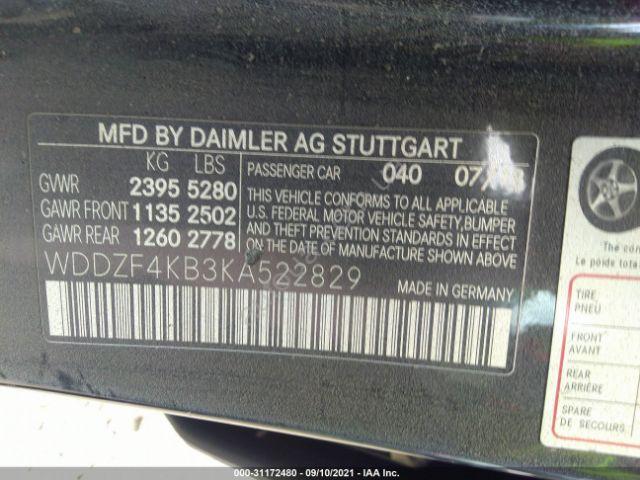 MFD BY DAIMLER AG STUTTGART
KG LBS
GVWR 2395 5280
GAWR FRONT 1135 2502
GAWR REAR 1260 2778
PASSENGER CAR 040
THIS VEHICLE CONFORMS TO ALL APPLICABLE
U.S. FEDERAL MOTOR VEHICLE SAFETY, BUMPER
AND THEFT PREVENTION STANDARDS IN EFFECT
ON THE DATE OF MANUFACTURE SHOWN ABOVE.
WDDZF4KB3KA522829
MADE IN GERMANY
The
Le poids
TIRE
PNEU
FRONT
AVANT
REAR
ARRIÈRE
SPARE
DE SECOURS
000-31172480 - 09/10/2021 - IAA Inc.